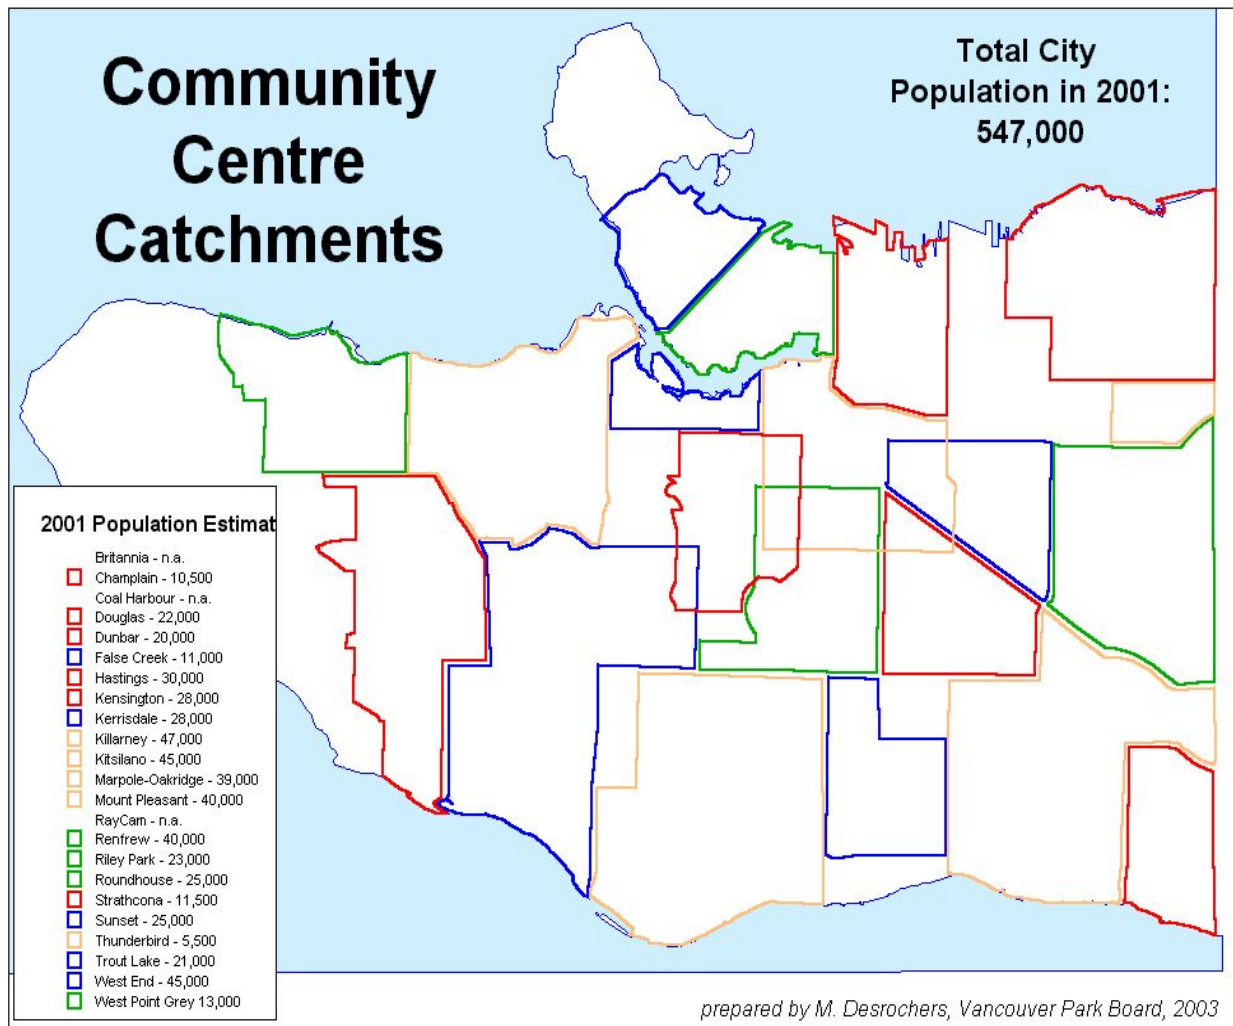 Community
Centre
Catchments
Total City
Population in 2001:
547,000
2001 Population Estimat
Britannia - n.a.
Champlain - 10,500
Coal Harbour - n.a.
Douglas - 22,000
Dunbar - 20,000
False Creek - 11,000
Hastings - 30,000
Kensington - 28,000
Kerrisdale - 28,000
Killarney - 47,000
Kitsilano - 45,000
Marpole-Oakridge - 39,000
Mount Pleasant - 40,000
RayCam - n.a.
Renfrew - 40,000
Riley Park - 23,000
Roundhouse - 25,000
Strathcona - 11,500
Sunset - 25,000
Thunderbird - 5,500
Trout Lake - 21,000
West End - 45,000
West Point Grey 13,000
prepared by M. Desrochers, Vancouver Park Board, 2003